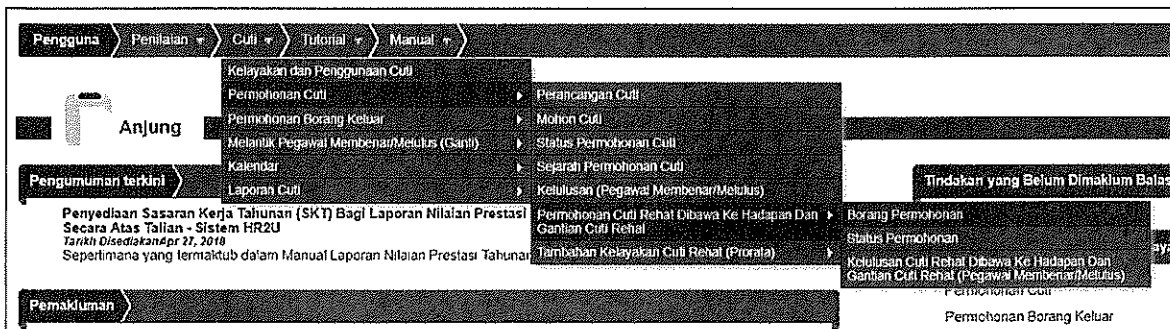 Pengguna Penilaian Cuti Tutorial Manual
Kelayakan dan Penggunaan Cuti
Permohonan Cuti
Permohonan Borang Keluar
Melantik Pegawai Membenar/Melulus (Ganti)
Kalendar
Laporan Cuti
Perancangan Cuti
Mohon Cuti
Status Permohonan Cuti
Sejarah Permohonan Cuti
Kelulusan (Pegawai Membenar/Melulus)
Permohonan Cuti Rehat Dibawa Ke Hadapan Dan
Gantian Cuti Rehat
Tambahan Kelayakan Cuti Rehat (Prorata)
Borang Permohonan
Status Permohonan
Kelulusan Cuti Rehat Dibawa Ke Hadapan Dan
Gantian Cuti Rehat (Pegawai Membenar/Melulus)
Anjung
Pengumuman terkini
Tindakan yang Belum Dimaklum Balas
Penyediaan Sasaran Kerja Tahunan (SKT) Bagi Laporan Nilaian Prestasi
Secara Atas Talian - Sistem HR2U
Tarikh DisediakanApr 27, 2018
Sepertimana yang termaktub dalam Manual Laporan Nilaian Prestasi Tahunan
Pemakluman
Permohonan Cuti
Permohonan Borang Keluar